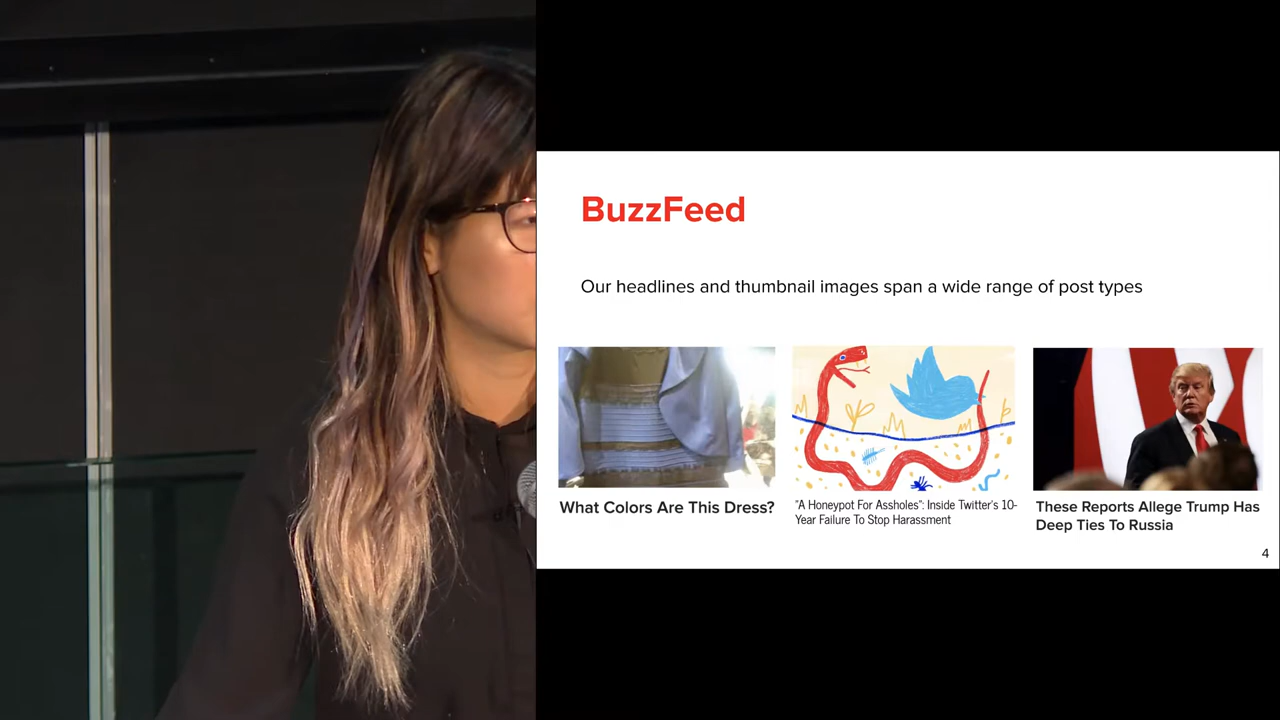 BuzzFeed
Our headlines and thumbnail images span a wide range of post types
What Colors Are This Dress?
"A Honeypot For Assholes": Inside Twitter's 10-
Year Failure To Stop Harassment
These Reports Allege Trump Has
Deep Ties To Russia
4